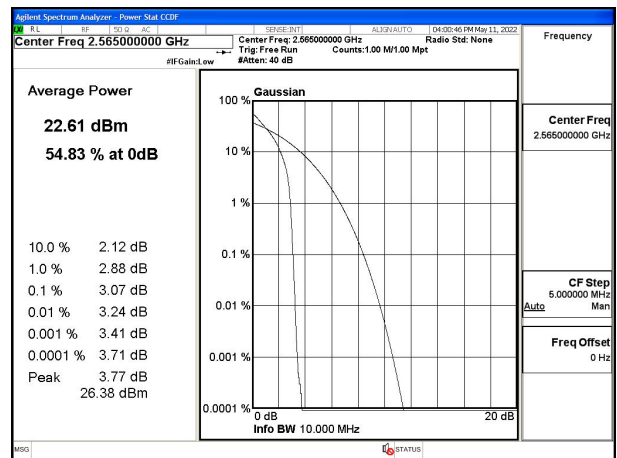 Agilent Spectrum Analyzer - Power Stat CCDF
RL RF 50 Ω AC SENSE:INT ALIGN AUTO 04:00:46 PM May 11, 2022
Center Freq 2.565000000 GHz
Center Freq: 2.565000000 GHz Radio Std: None
Trig: Free Run Counts:1.00 M/1.00 Mpt
#IFGain:Low #Atten: 40 dB
Frequency
Average Power
22.61 dBm
54.83 % at 0dB
10.0 % 2.12 dB
1.0 % 2.88 dB
0.1 % 3.07 dB
0.01 % 3.24 dB
0.001 % 3.41 dB
0.0001 % 3.71 dB
Peak 3.77 dB
26.38 dBm
Gaussian
100 %
10 %
1 %
0.1 %
0.01 %
0.001 %
0.0001 %
0 dB 20 dB
Info BW 10.000 MHz
Center Freq
2.565000000 GHz
CF Step
5.000000 MHz
Auto Man
Freq Offset
0 Hz
MSG STATUS